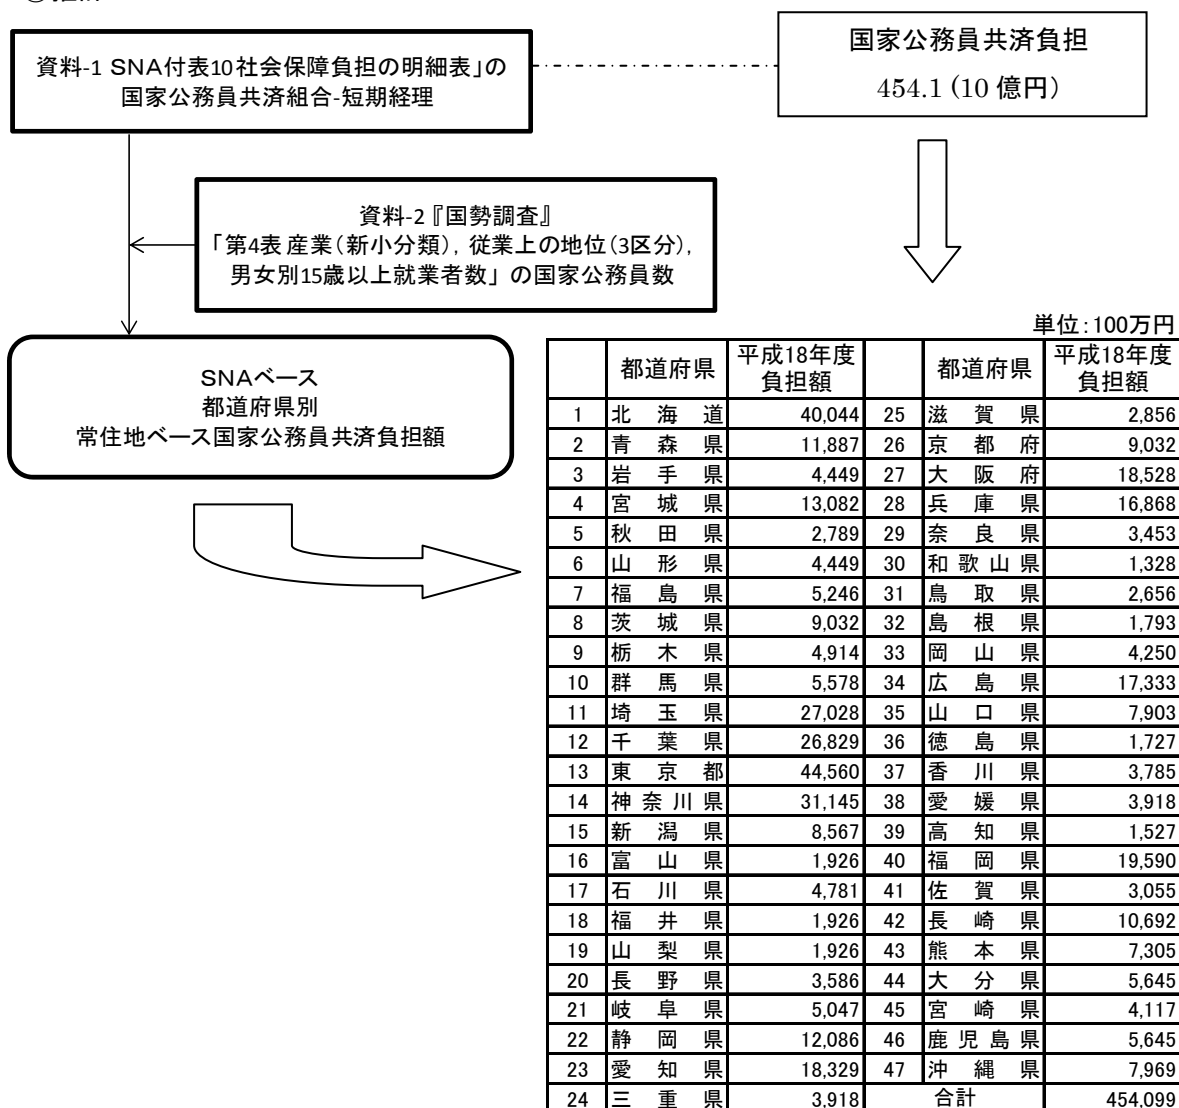 資料-1 SNA付表10社会保障負担の明細表」の
国家公務員共済組合-短期経理
国家公務員共済負担
454.1 (10 億円)
資料-2『国勢調査』
「第4表 産業(新小分類), 従業上の地位(3区分),
男女別15歳以上就業者数」の国家公務員数
SNAベース
都道府県別
常住地ベース国家公務員共済負担額
単位:100万円
都道府県 平成18年度負担額 都道府県 平成18年度負担額
1 北海道 40,044 25 滋賀県 2,856
2 青森県 11,887 26 京都府 9,032
3 岩手県 4,449 27 大阪府 18,528
4 宮城県 13,082 28 兵庫県 16,868
5 秋田県 2,789 29 奈良県 3,453
6 山形県 4,449 30 和歌山県 1,328
7 福島県 5,246 31 鳥取県 2,656
8 茨城県 9,032 32 島根県 1,793
9 栃木県 4,914 33 岡山県 4,250
10 群馬県 5,578 34 広島県 17,333
11 埼玉県 27,028 35 山口県 7,903
12 千葉県 26,829 36 徳島県 1,727
13 東京都 44,560 37 香川県 3,785
14 神奈川県 31,145 38 愛媛県 3,918
15 新潟県 8,567 39 高知県 1,527
16 富山県 1,926 40 福岡県 19,590
17 石川県 4,781 41 佐賀県 3,055
18 福井県 1,926 42 長崎県 10,692
19 山梨県 1,926 43 熊本県 7,305
20 長野県 3,586 44 大分県 5,645
21 岐阜県 5,047 45 宮崎県 4,117
22 静岡県 12,086 46 鹿児島県 5,645
23 愛知県 18,329 47 沖縄県 7,969
24 三重県 3,918 合計 454,099